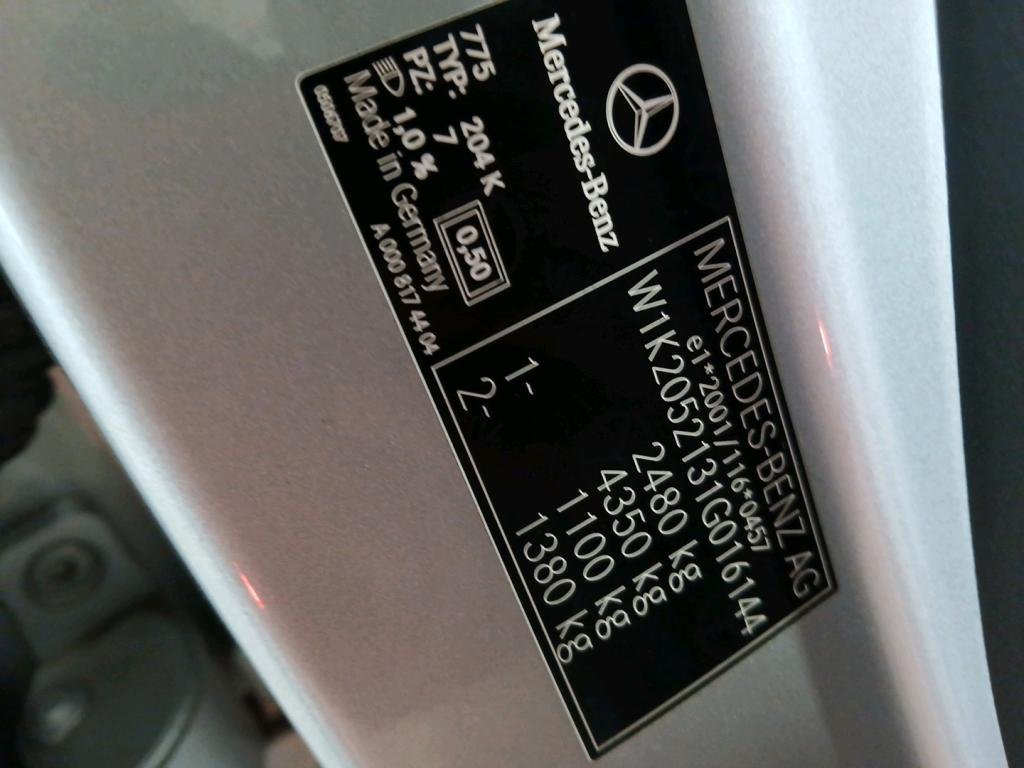 Mercedes-Benz
775
TYP: 204 K
PZ: 7
0,50
1,0 %
Made in Germany
A 000 817 44 04
MERCEDES-BENZ AG
e1*2001/116*0457
W1K2052131G016144
2480 kg
4350 kg
1- 1100 kg
2- 1380 kg